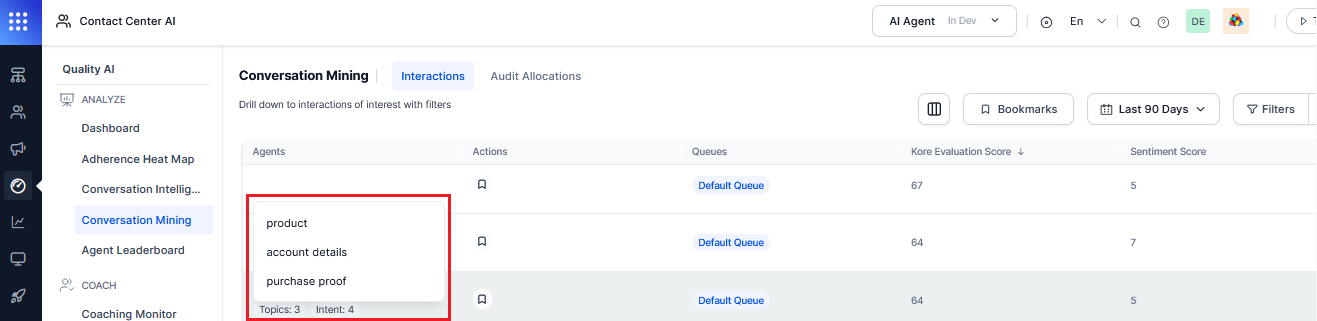 Contact Center AI
AI Agent In Dev
En
DE
Quality AI
ANALYZE
Dashboard
Adherence Heat Map
Conversation Intellig...
Conversation Mining
Agent Leaderboard
COACH
Coaching Monitor
Conversation Mining
Interactions
Audit Allocations
Drill down to interactions of interest with filters
Bookmarks
Last 90 Days
Filters
Agents Actions Queues Kore Evaluation Score Sentiment Score
Default Queue 67 5
Default Queue 64 7
Default Queue 64 5
product
account details
purchase proof
Topics: 3 Intent: 4